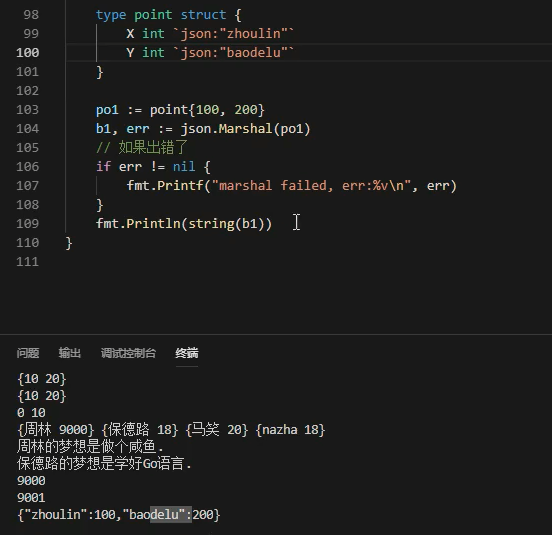 98 type point struct {
99 X int `json:"zhoulin"`
100 Y int `json:"baodelu"`
101 }
102
103 po1 := point{100, 200}
104 b1, err := json.Marshal(po1)
105 // 如果出错了
106 if err != nil {
107 fmt.Printf("marshal failed, err:%v\n", err)
108 }
109 fmt.Println(string(b1))
110 }
111
问题 输出 调试控制台 终端
{10 20}
{10 20}
0 10
{周林 9000} {保德路 18} {马笑 20} {nazha 18}
周林的梦想是做个咸鱼.
保德路的梦想是学好Go语言.
9000
9001
{"zhoulin":100,"baodelu":200}